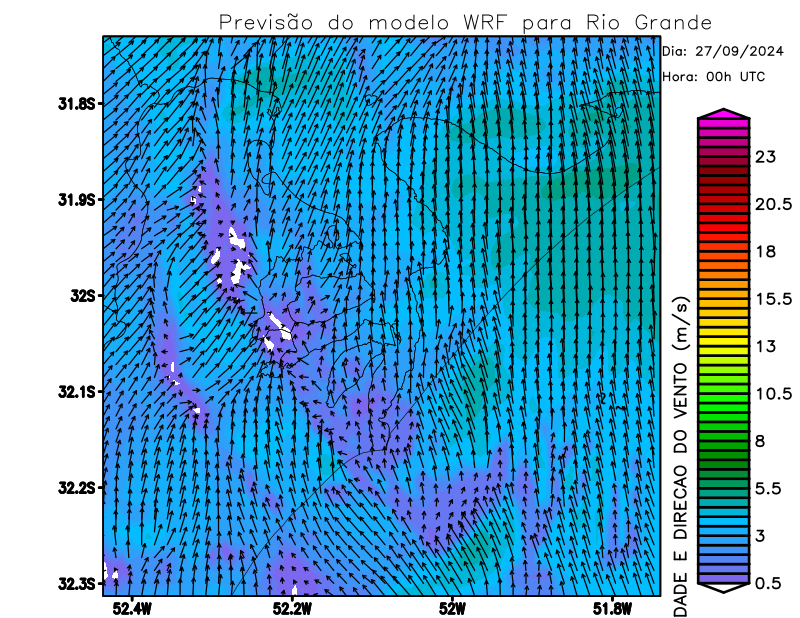 Previsão do modelo WRF para Rio Grande
Dia: 27/09/2024
Hora: 00h UTC
31.8S
31.9S
32S
32.1S
32.2S
32.3S
52.4W
52.2W
52W
51.8W
23
20.5
18
15.5
13
10.5
8
5.5
3
0.5
DADE E DIRECAO DO VENTO (m/s)